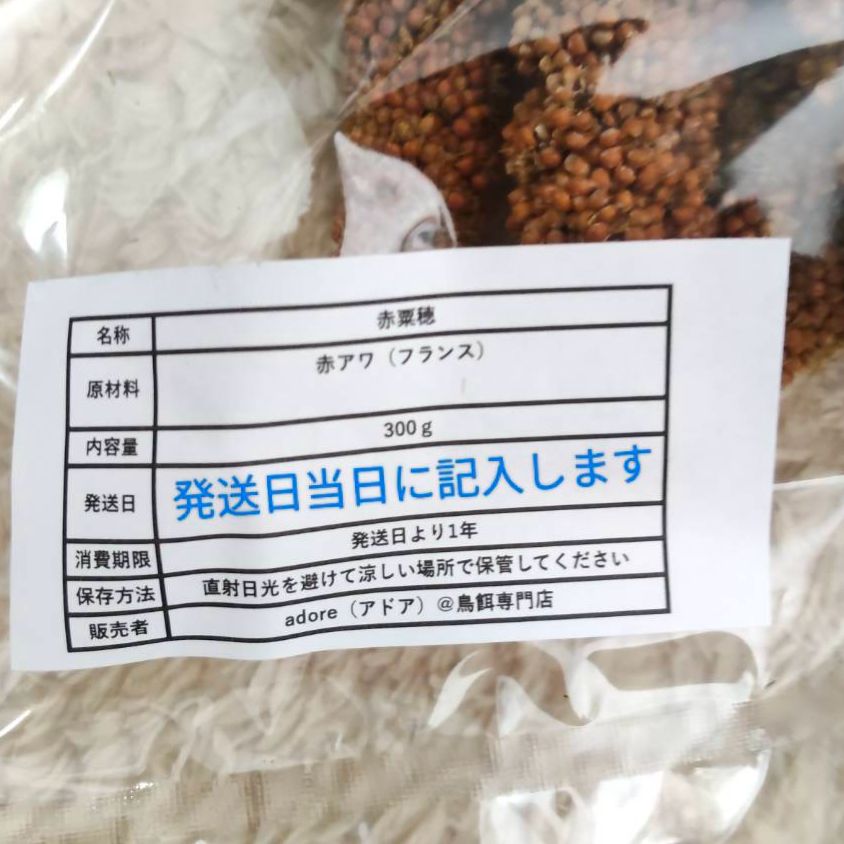 名称 赤粟穂
原材料 赤アワ（フランス）
内容量 300g
発送日 発送日当日に記入します
消費期限 発送日より1年
保存方法 直射日光を避けて涼しい場所で保管してください
販売者 adore（アドア）@鳥餌専門店